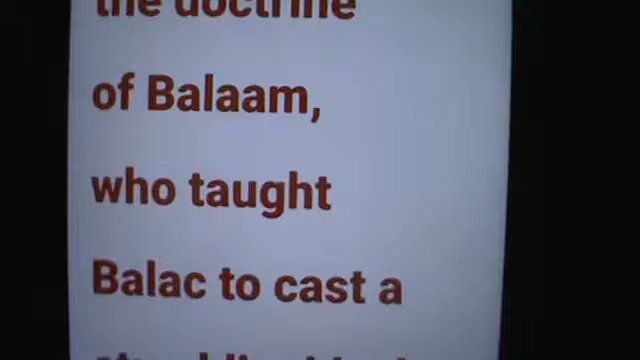 the doctrine
of Balaam,
who taught
Balac to cast a